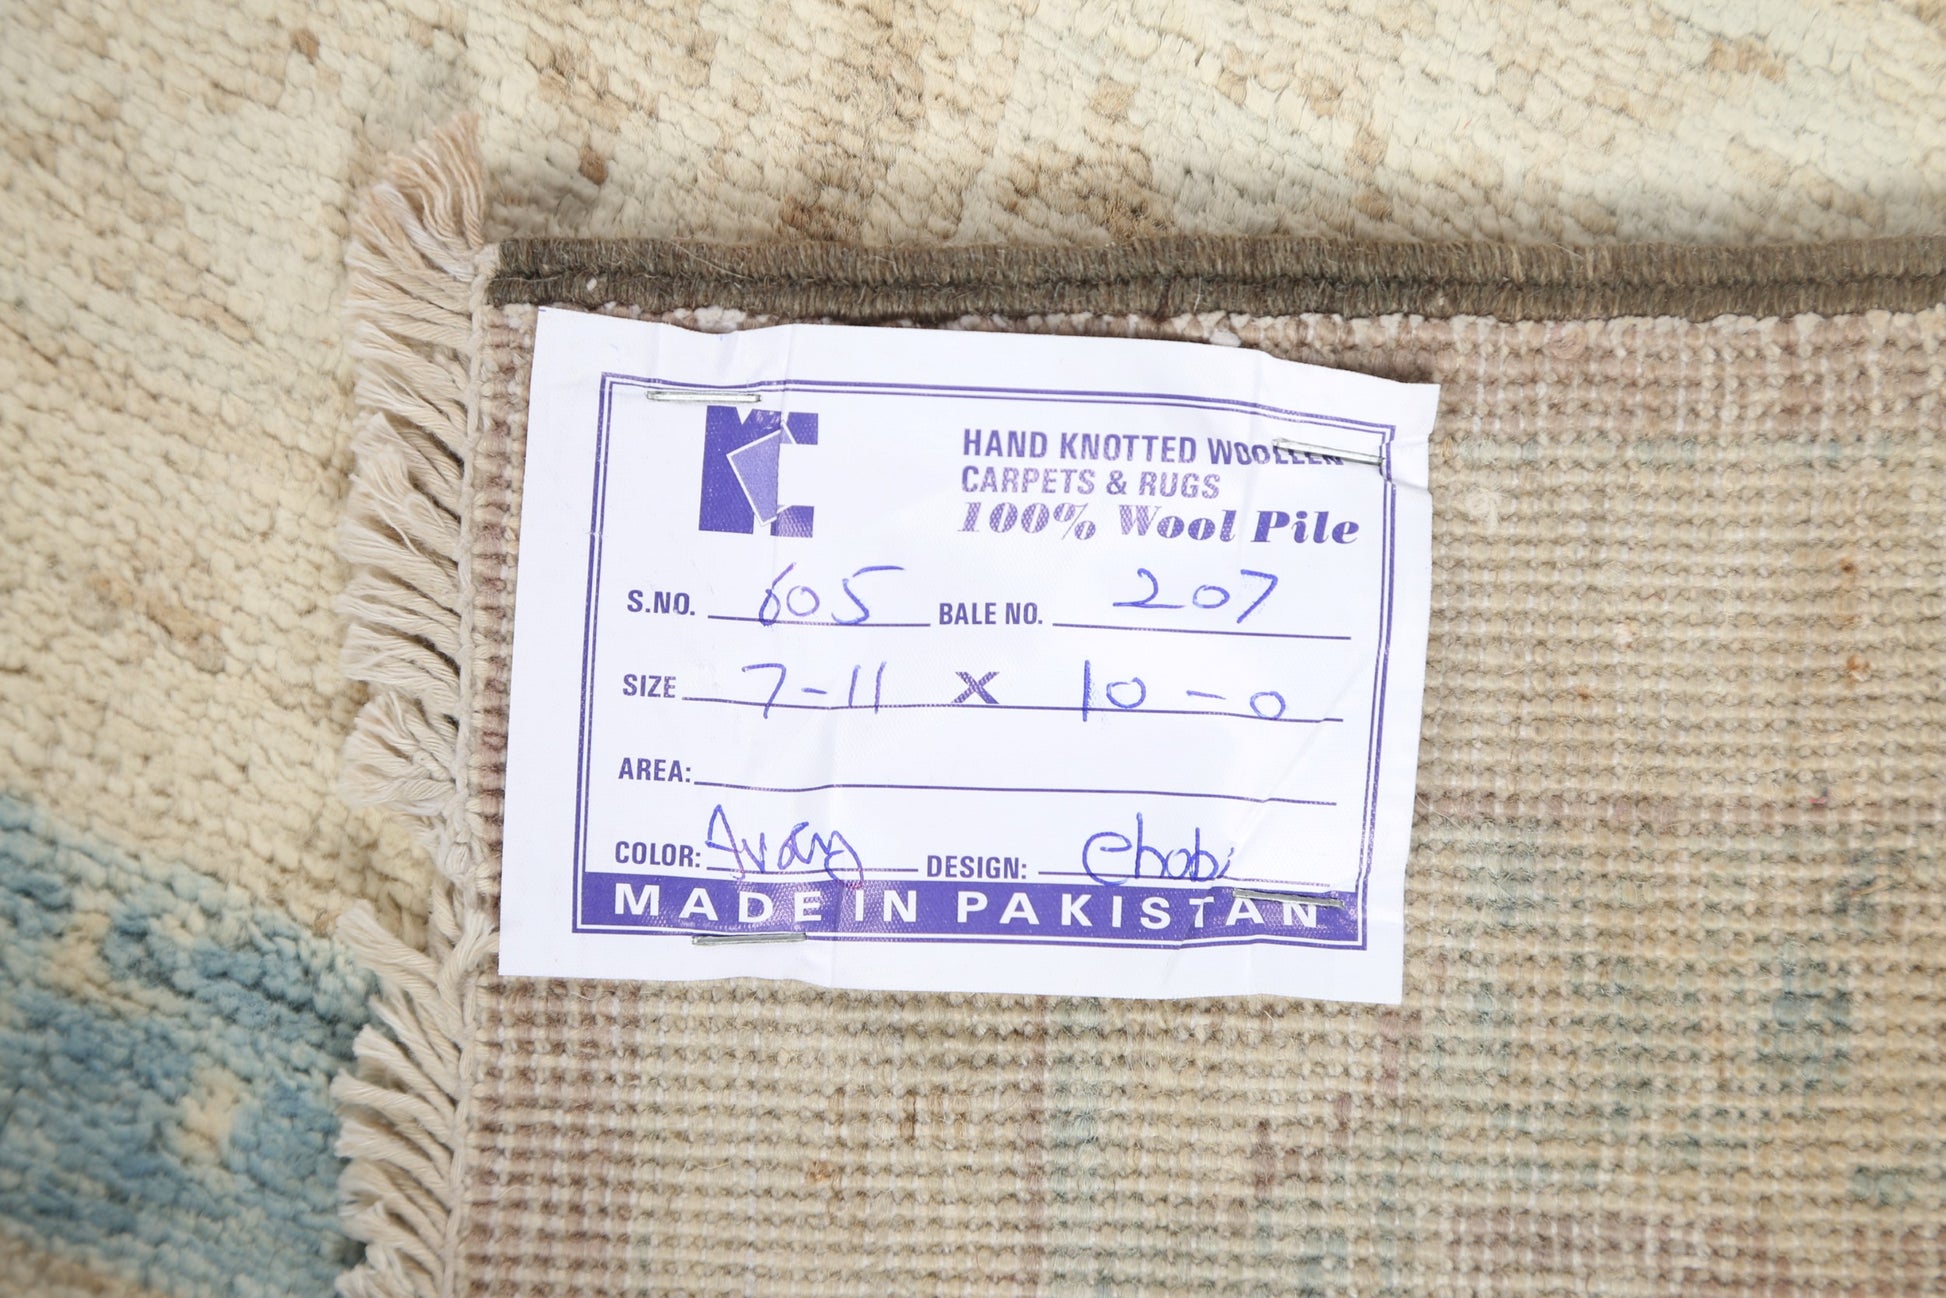 HAND KNOTTED WOOLLEN
CARPETS & RUGS
100% Wool Pile
S.NO. 605 BALE NO. 207
SIZE 7-11 X 10-0
AREA:
COLOR: DESIGN: Chobi
MADE IN PAKISTAN